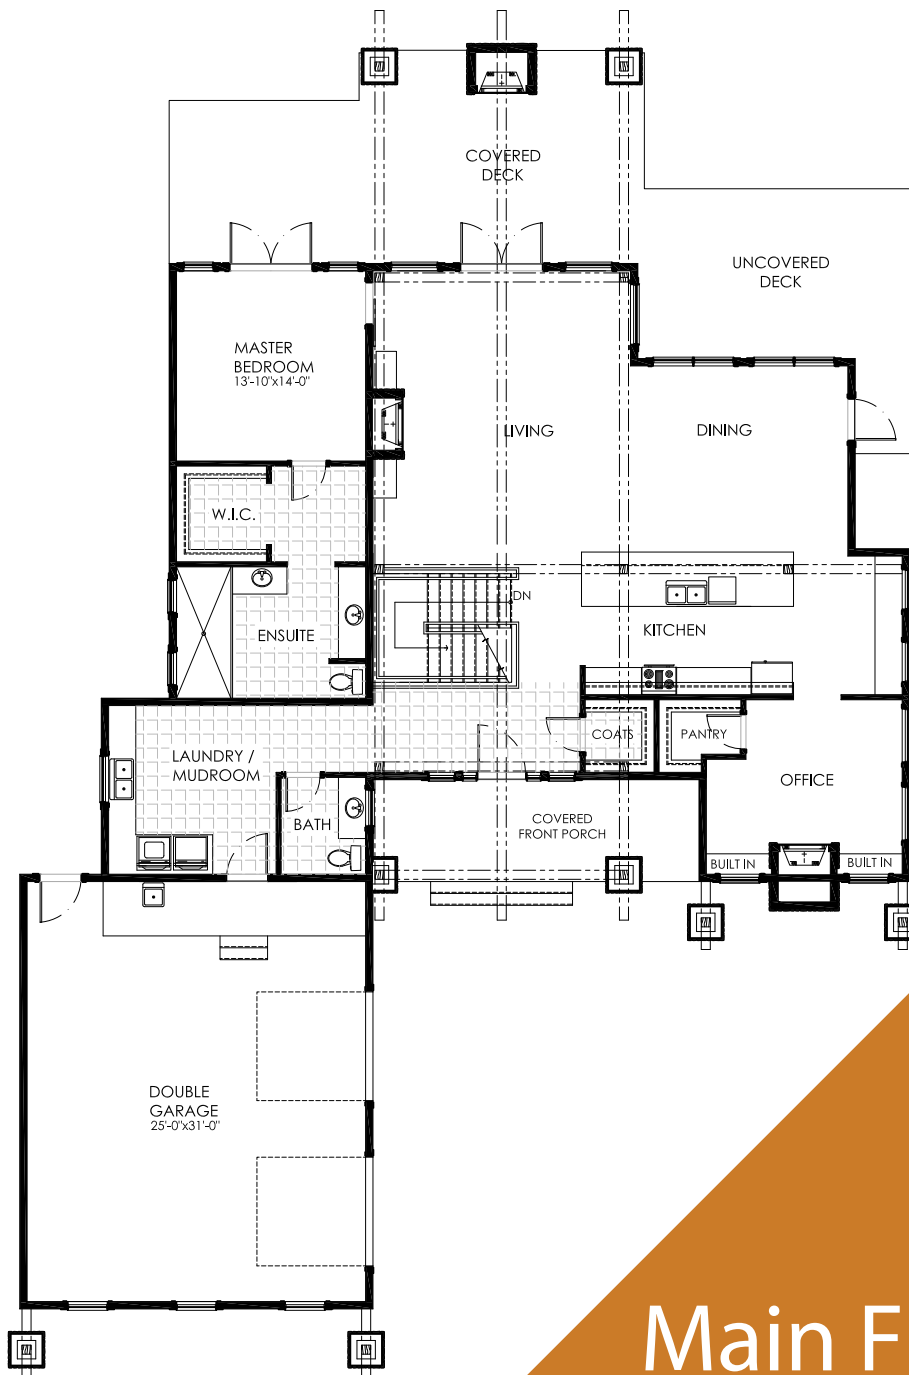 COVERED
DECK
UNCOVERED
DECK
MASTER
BEDROOM
13'-10"x14'-0"
LIVING
DINING
W.I.C.
DN
ENSUITE
KITCHEN
LAUNDRY /
MUDROOM
COATS
PANTRY
OFFICE
BATH
COVERED
FRONT PORCH
BUILT IN
BUILT IN
DOUBLE
GARAGE
25'-0"x31'-0"
Main F